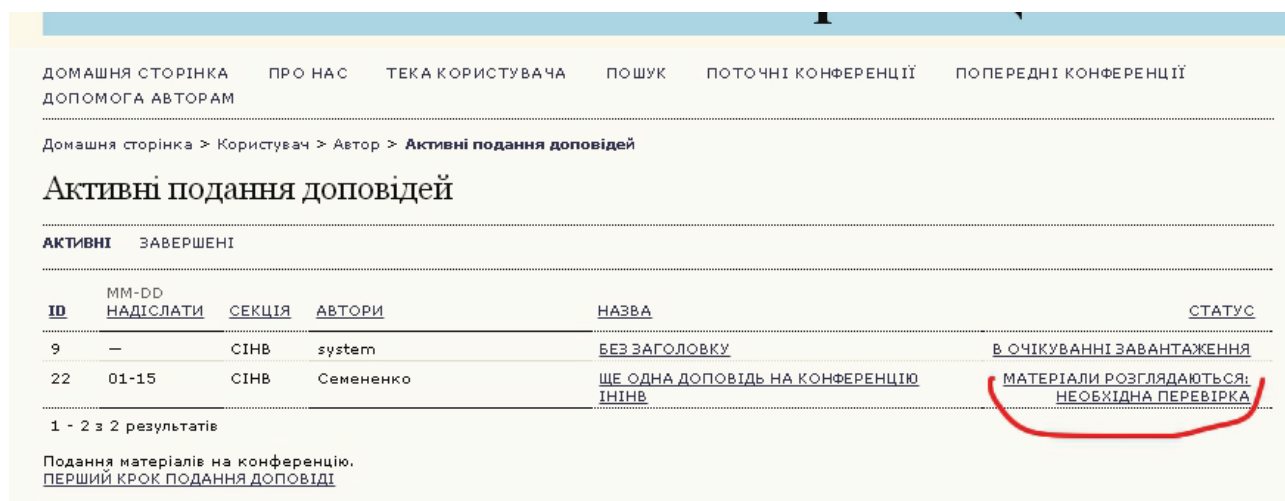 ДОМАШНЯ СТОРІНКА ПРО НАС ТЕКА КОРИСТУВАЧА ПОШУК ПОТОЧНІ КОНФЕРЕНЦІЇ ПОПЕРЕДНІ КОНФЕРЕНЦІЇ
ДОПОМОГА АВТОРАМ
Домашня сторінка > Користувач > Автор > Активні подання доповідей
Активні подання доповідей
АКТИВНІ ЗАВЕРШЕНІ
MM-DD
ID НАДІСЛАТИ СЕКЦІЯ АВТОРИ НАЗВА СТАТУС
9 — СІНВ system БЕЗ ЗАГОЛОВКУ В ОЧІКУВАННІ ЗАВАНТАЖЕННЯ
22 01-15 СІНВ Семененко ЩЕ ОДНА ДОПОВІДЬ НА КОНФЕРЕНЦІЮ МАТЕРІАЛИ РОЗГЛЯДАЮТЬСЯ:
ІНІНВ НЕОБХІДНА ПЕРЕВІРКА
1 - 2 з 2 результатів
Подання матеріалів на конференцію.
ПЕРШИЙ КРОК ПОДАННЯ ДОПОВІДІ